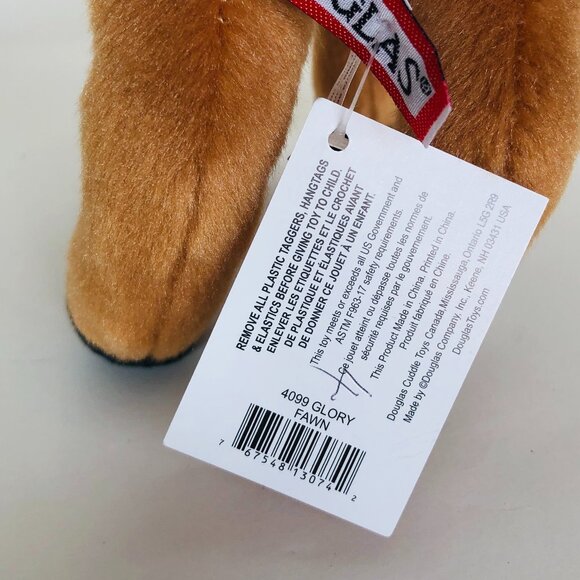 GLAS®
REMOVE ALL PLASTIC TAGGERS, HANGTAGS
& ELASTICS BEFORE GIVING TOY TO CHILD.
ENLEVER LES ETIQUETTES ET LE CROCHET
DE PLASTIQUE ET ÉLASTIQUES AVANT
DE DONNER CE JOUET À UN ENFANT.
This toy meets or exceeds all US Government and
ASTM F963-17 safety requirements.
Ce jouet atteint ou dépasse toutes les normes de
sécurité requises par le gouvernement.
This Product Made in China. Printed in China.
Produit fabriqué en Chine.
Douglas Cuddle Toys Canada,Mississauga,Ontario L5G 2R9
Made by ©Douglas Company, Inc., Keene, NH 03431 USA
DouglasToys.com
4099 GLORY
FAWN
7 67548 13074 2